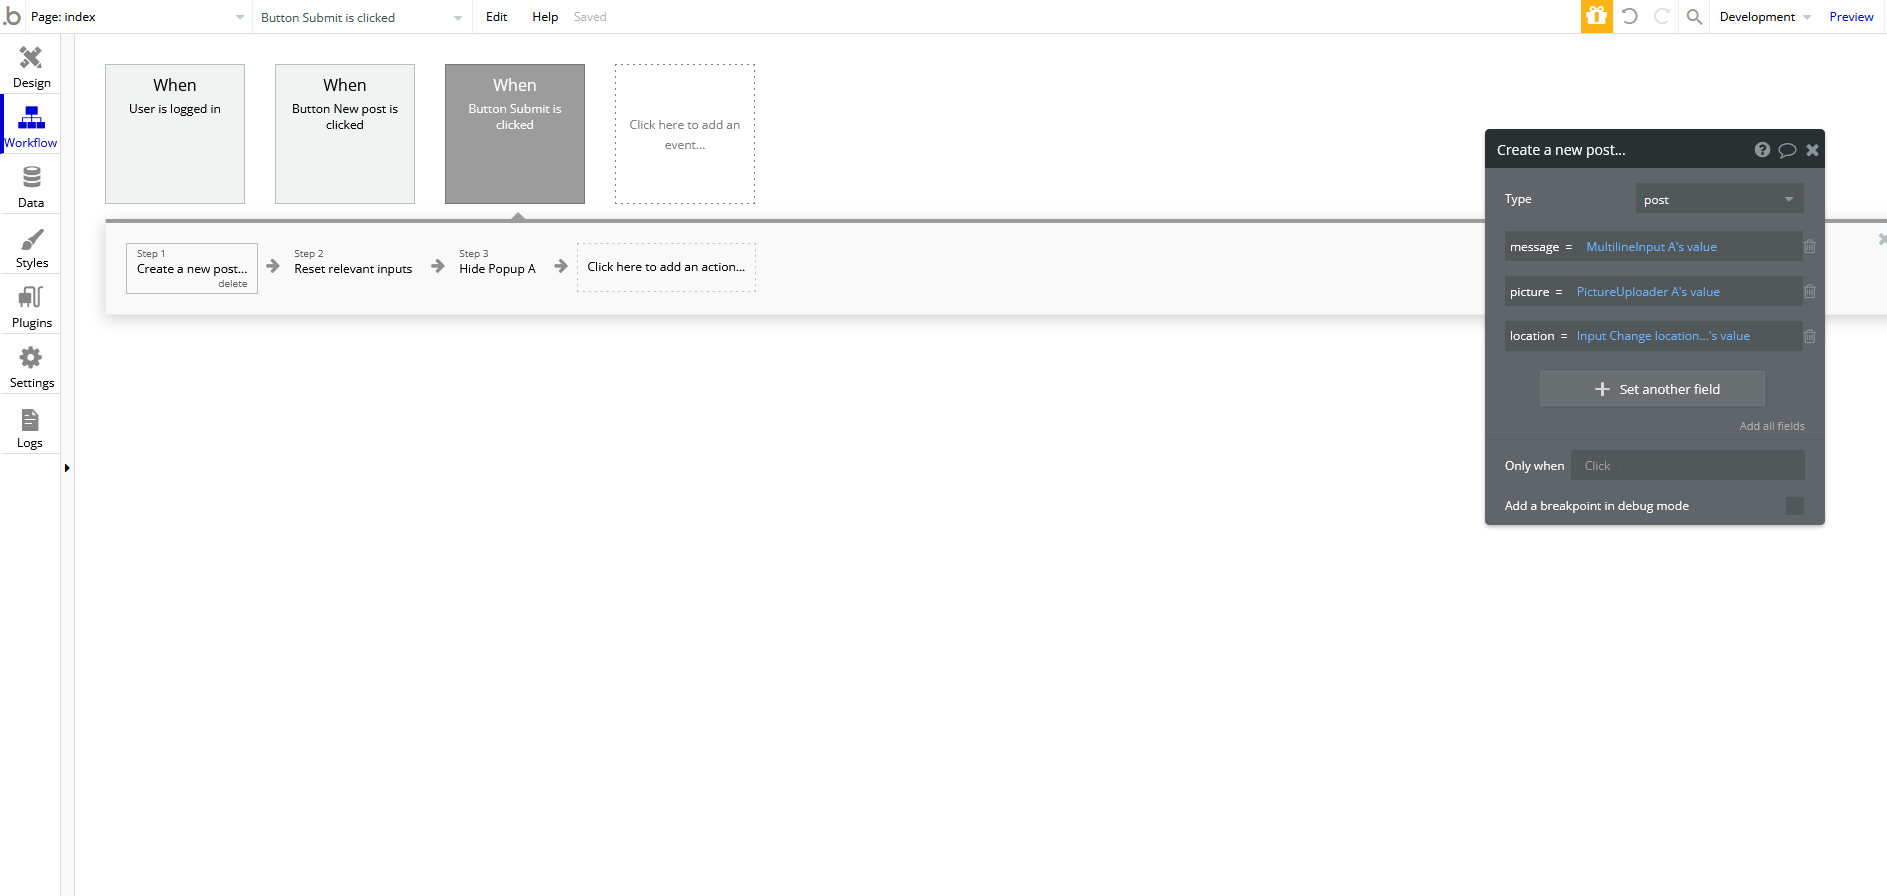 .b Page: index Button Submit is clicked Edit Help Saved Development Preview
Design
Workflow
Data
Styles
Plugins
Settings
Logs
When
User is logged in
When
Button New post is
clicked
When
Button Submit is
clicked
Click here to add an
event...
Step 1
Create a new post...
delete
Step 2
Reset relevant inputs
Step 3
Hide Popup A
Click here to add an action...
Create a new post...
Type post
message = MultilineInput A's value
picture = PictureUploader A's value
location = Input Change location...'s value
+ Set another field
Add all fields
Only when Click
Add a breakpoint in debug mode